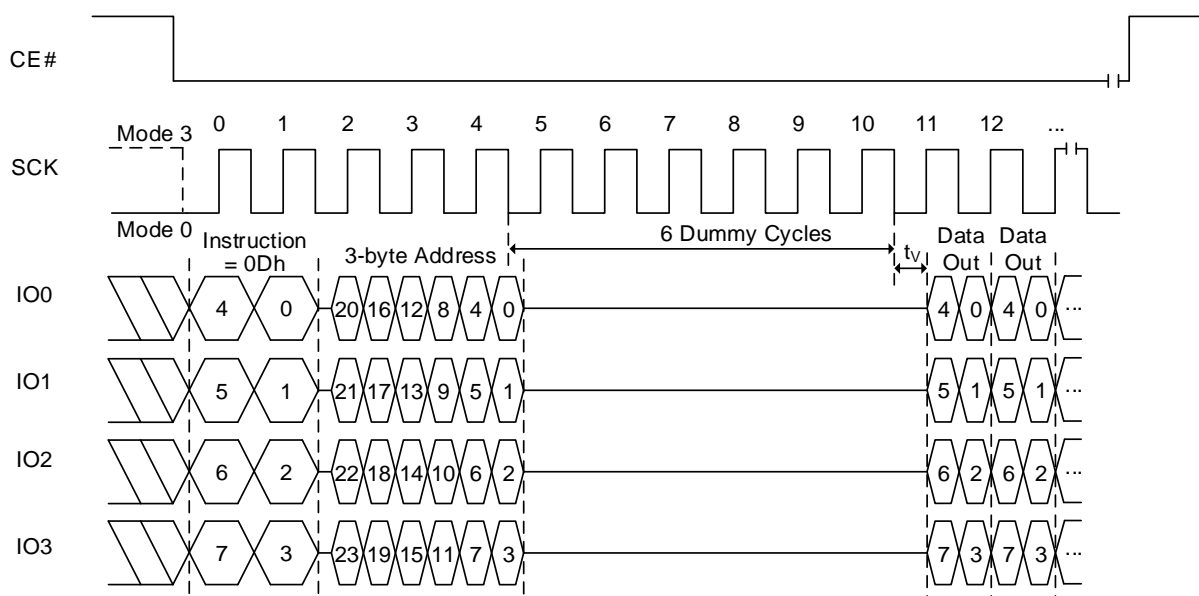 CE#
0 1 2 3 4 5 6 7 8 9 10 11 12 ...
Mode 3
SCK
Mode 0
6 Dummy Cycles
Instruction = 0Dh
3-byte Address
tV
Data Out
Data Out
IO0
4 0 20 16 12 8 4 0 4 0 4 0 ...
IO1
5 1 21 17 13 9 5 1 5 1 5 1 ...
IO2
6 2 22 18 14 10 6 2 6 2 6 2 ...
IO3
7 3 23 19 15 11 7 3 7 3 7 3 ...